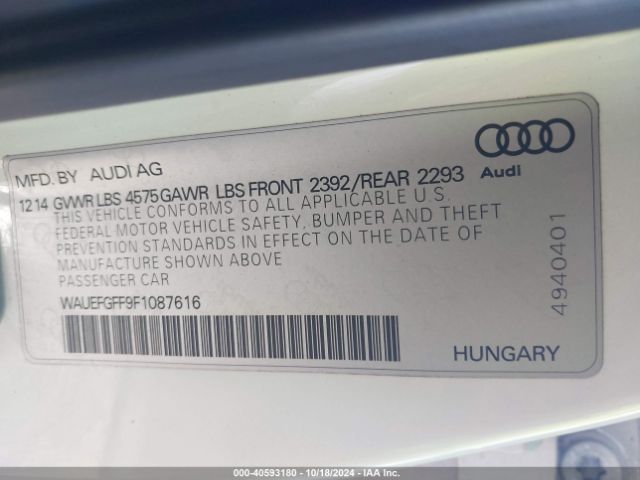 MFD. BY AUDI AG
Audi
12 14 GVWR LBS 4575 GAWR LBS FRONT 2392/REAR 2293
THIS VEHICLE CONFORMS TO ALL APPLICABLE U.S.
FEDERAL MOTOR VEHICLE SAFETY, BUMPER AND THEFT
PREVENTION STANDARDS IN EFFECT ON THE DATE OF
MANUFACTURE SHOWN ABOVE
PASSENGER CAR
WAUEFGFF9F1087616
4940401
HUNGARY
000-40593180 - 10/18/2024 - IAA Inc.